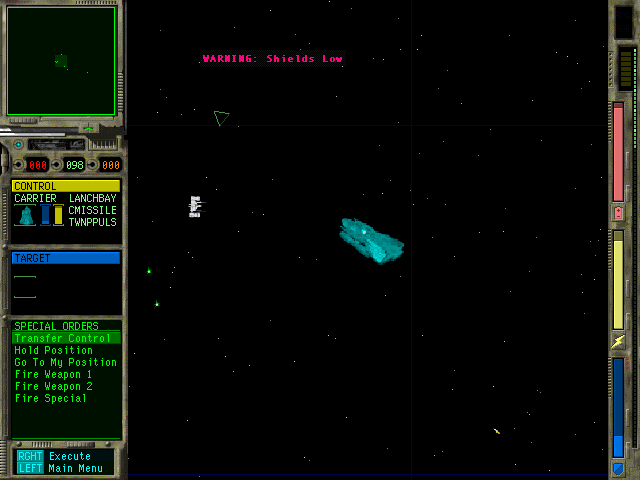 WARNING: Shields Low
000 098 000
CONTROL
CARRIER LANCHBAY
CMISSILE
TWNPPULS
TARGET
SPECIAL ORDERS
Transfer Control
Hold Position
Go To My Position
Fire Weapon 1
Fire Weapon 2
Fire Special
RGHT Execute
LEFT Main Menu